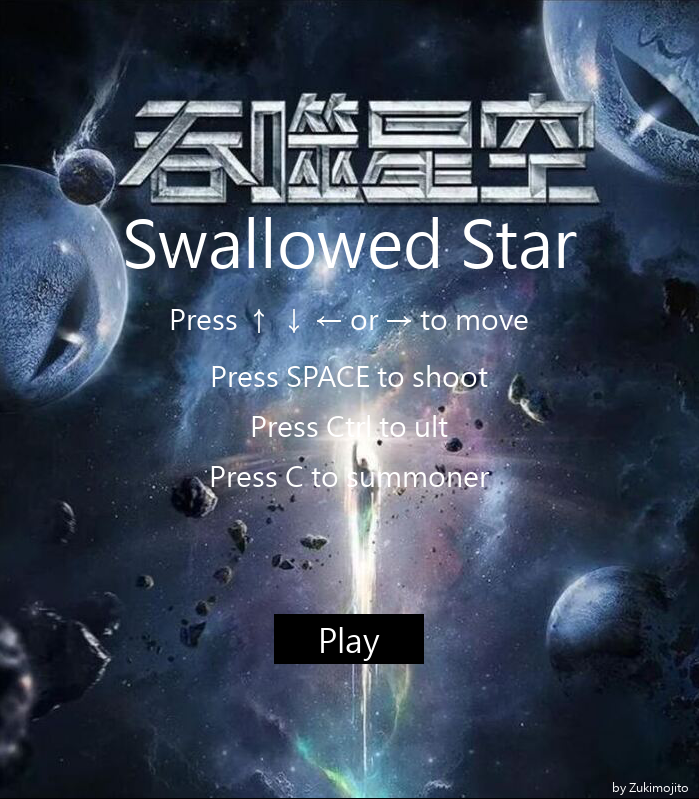 吞噬星空
Swallowed Star
Press ↑ ↓ ← or → to move
Press SPACE to shoot
Press Ctrl to ult
Press C to summoner
Play
by Zukimojito